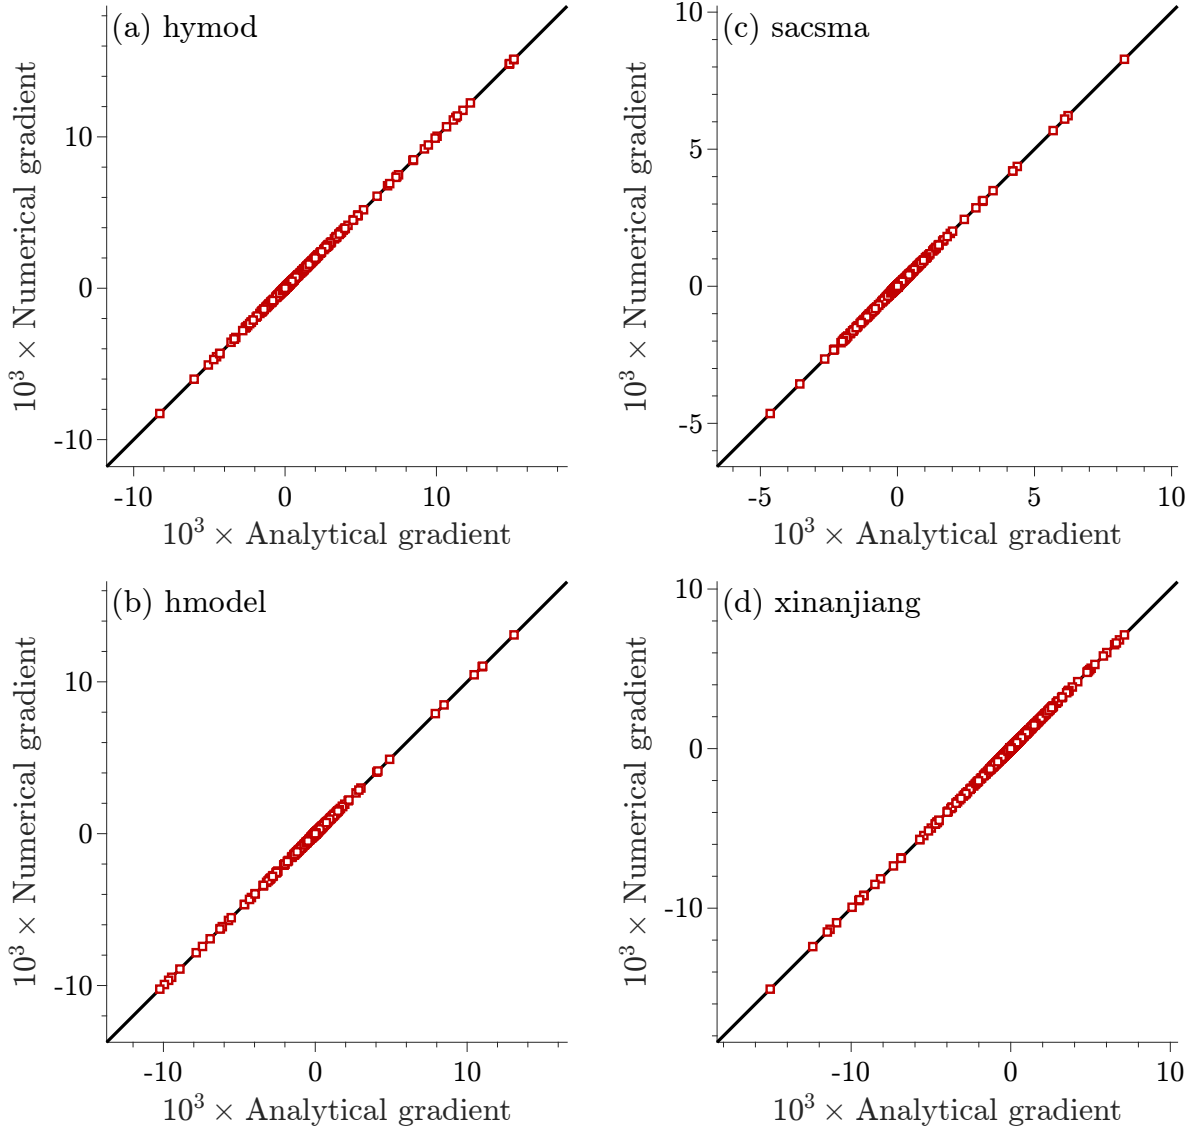 (a) hymod
10³ × Numerical gradient
10
0
-10
-10 0 10
10³ × Analytical gradient
(c) sacsma
10³ × Numerical gradient
10
5
0
-5
-5 0 5 10
10³ × Analytical gradient
(b) hmodel
10³ × Numerical gradient
10
0
-10
-10 0 10
10³ × Analytical gradient
(d) xinanjiang
10³ × Numerical gradient
10
0
-10
-10 0 10
10³ × Analytical gradient